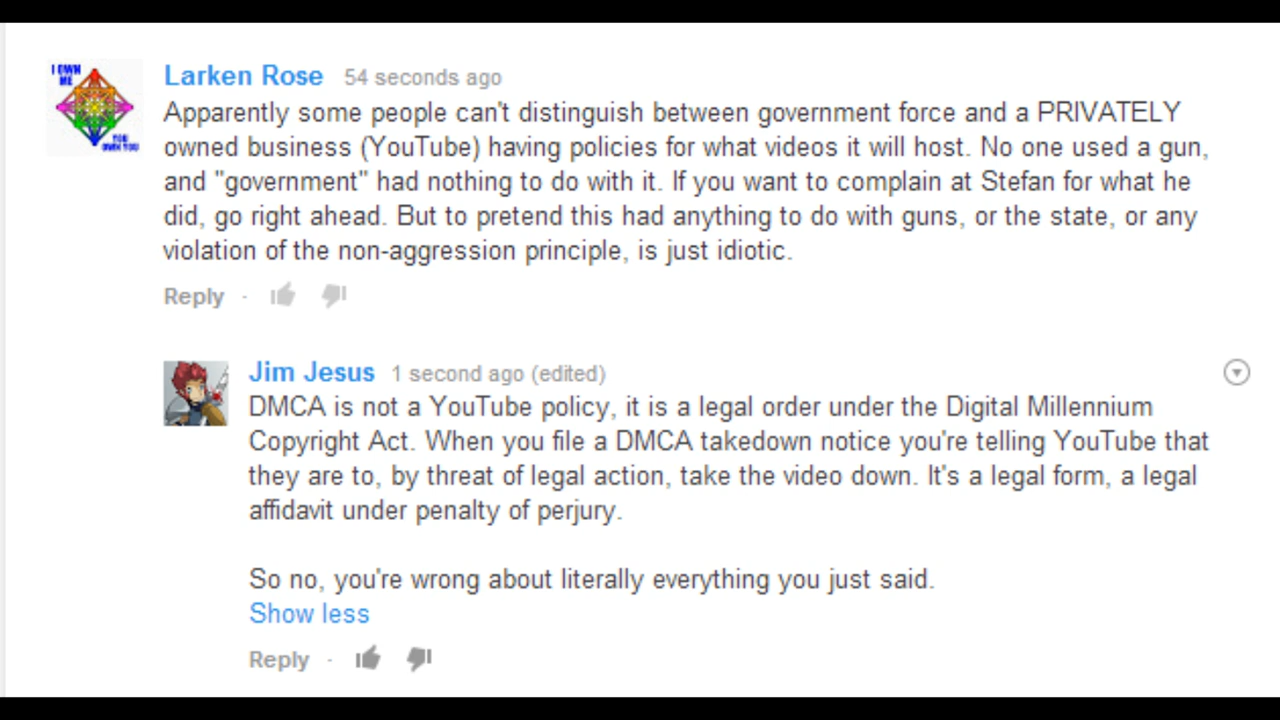 I OWN
ME
YOU
OWN YOU
Larken Rose 54 seconds ago
Apparently some people can't distinguish between government force and a PRIVATELY
owned business (YouTube) having policies for what videos it will host. No one used a gun,
and "government" had nothing to do with it. If you want to complain at Stefan for what he
did, go right ahead. But to pretend this had anything to do with guns, or the state, or any
violation of the non-aggression principle, is just idiotic.
Reply ·
Jim Jesus 1 second ago (edited)
DMCA is not a YouTube policy, it is a legal order under the Digital Millennium
Copyright Act. When you file a DMCA takedown notice you're telling YouTube that
they are to, by threat of legal action, take the video down. It's a legal form, a legal
affidavit under penalty of perjury.
So no, you're wrong about literally everything you just said.
Show less
Reply ·